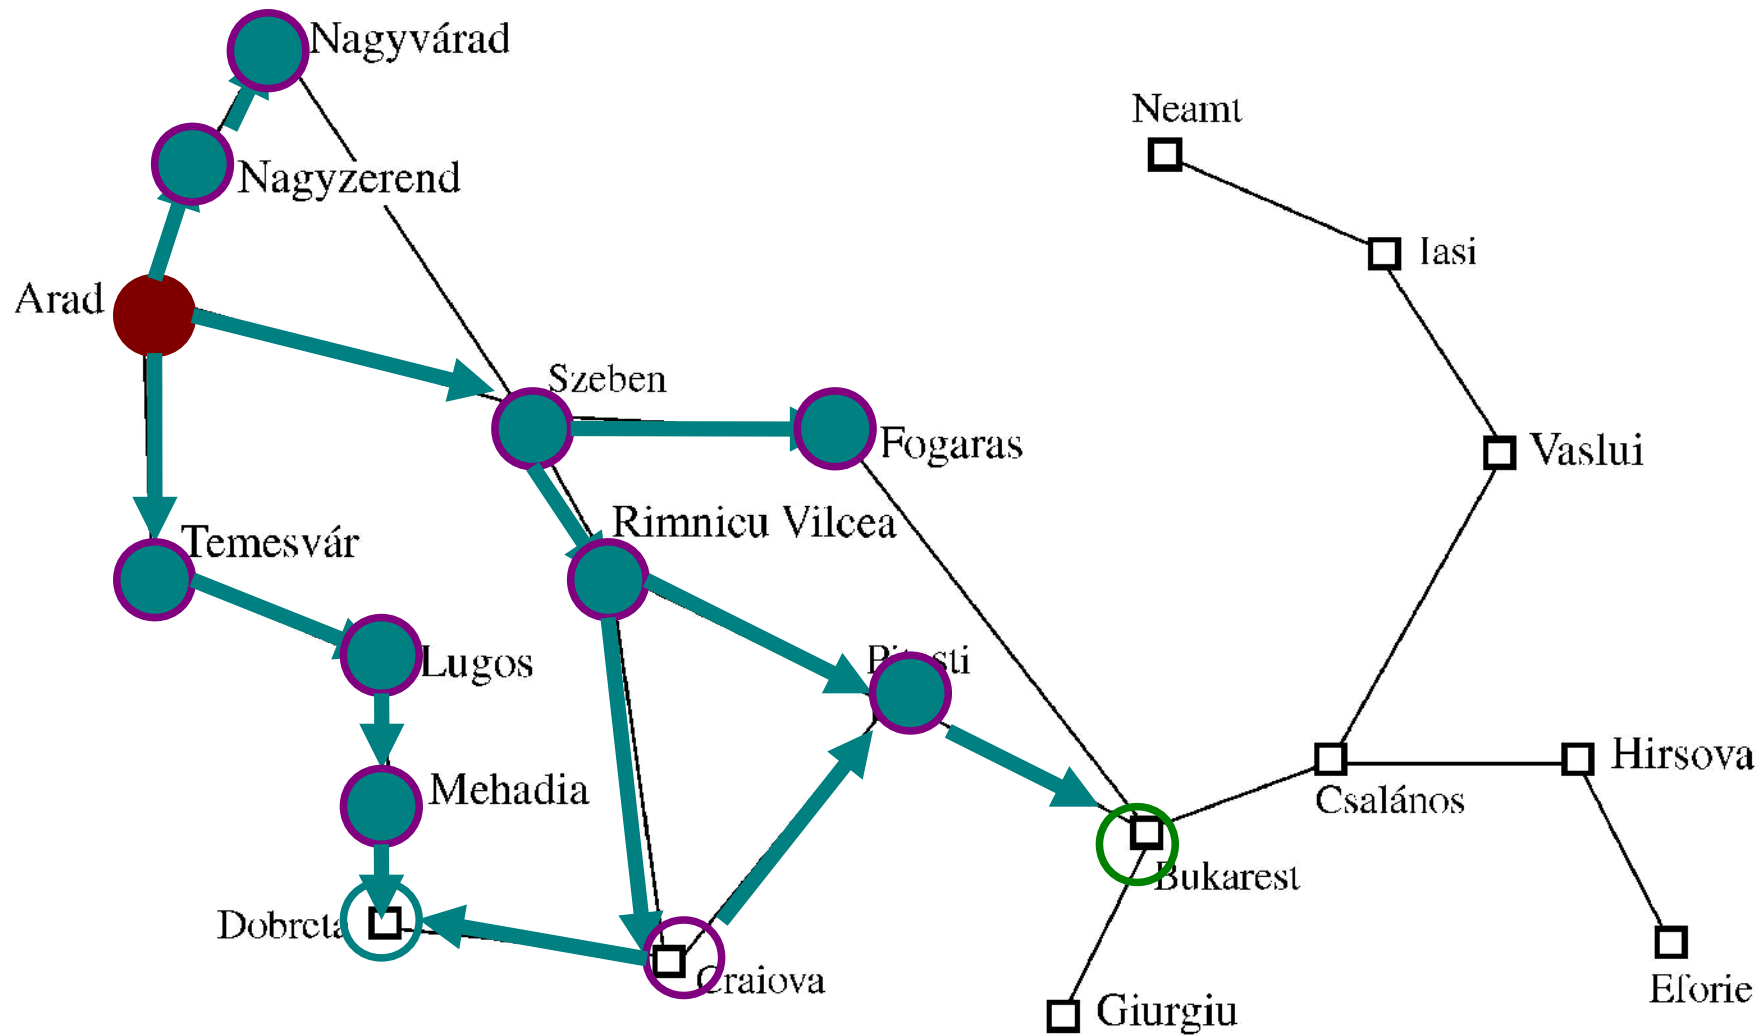 Nagyvárad
Neamt
Nagyzerend
Iasi
Arad
Szeben
Fogaras
Vaslui
Rimnicu Vilcea
Temesvár
Lugos
Hirsova
Mehadia
Csalános
Bukarest
Craiova
Eforie
Giurgiu